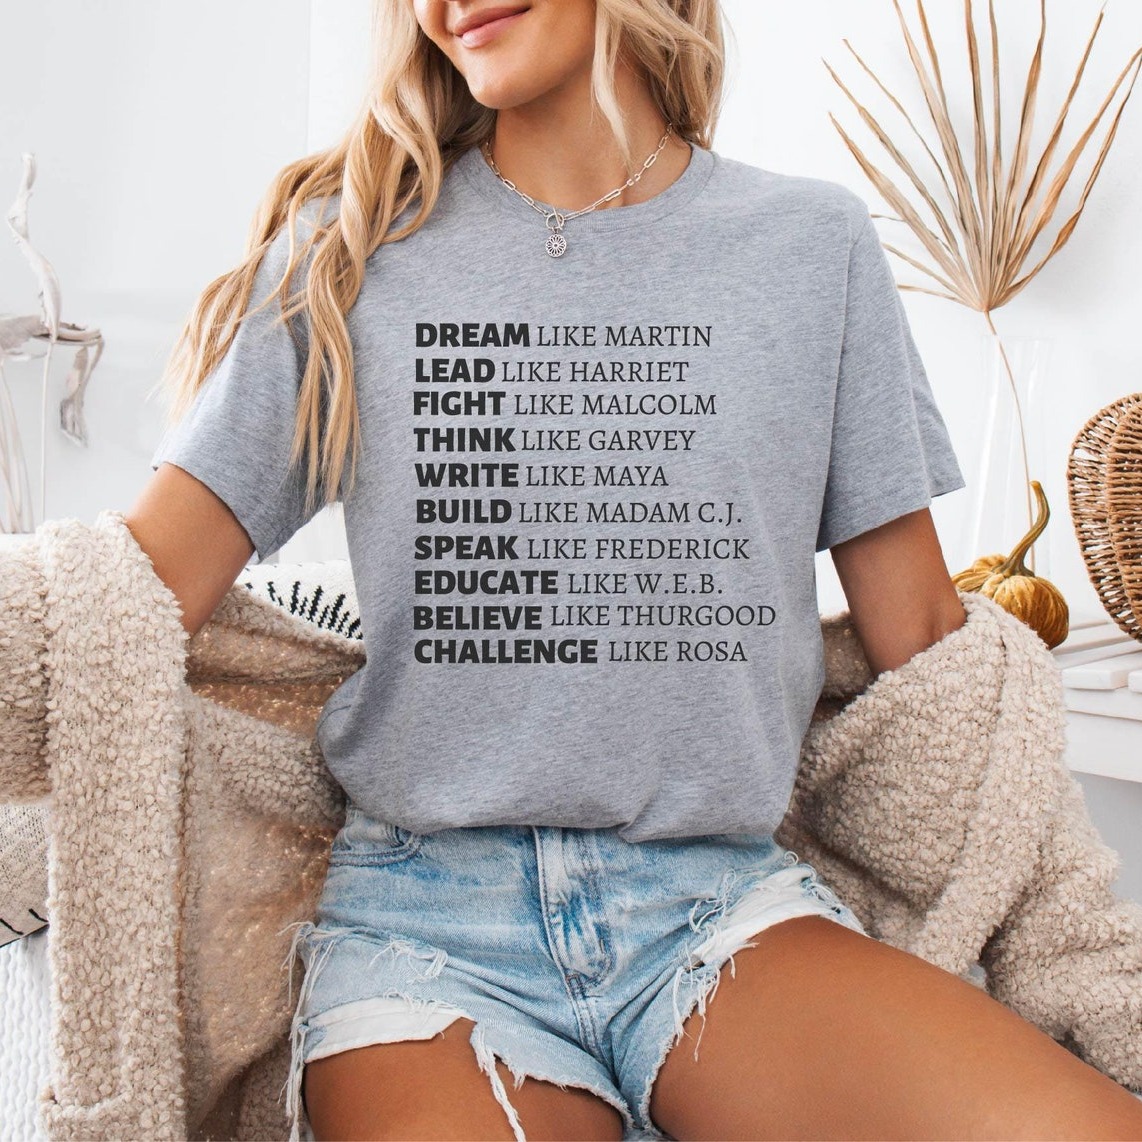 DREAM LIKE MARTIN
LEAD LIKE HARRIET
FIGHT LIKE MALCOLM
THINK LIKE GARVEY
WRITE LIKE MAYA
BUILD LIKE MADAM C.J.
SPEAK LIKE FREDERICK
EDUCATE LIKE W.E.B.
BELIEVE LIKE THURGOOD
CHALLENGE LIKE ROSA